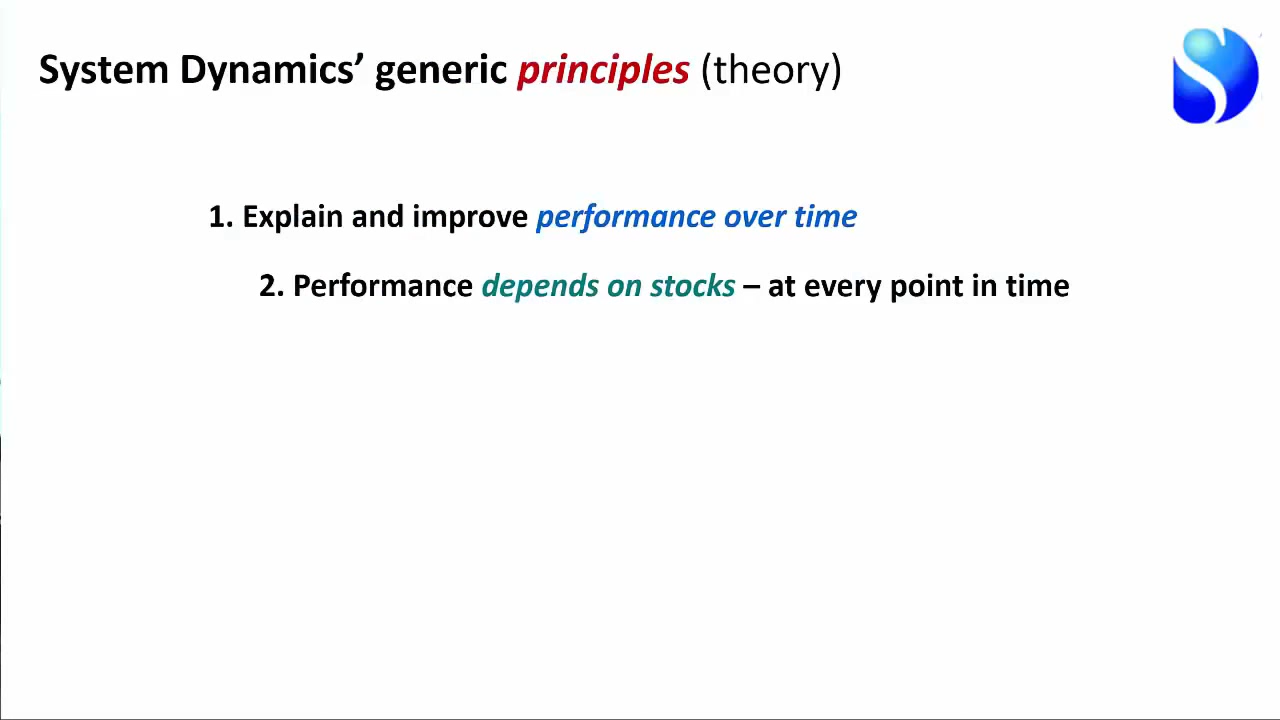 System Dynamics’ generic principles (theory)
1. Explain and improve performance over time
2. Performance depends on stocks – at every point in time